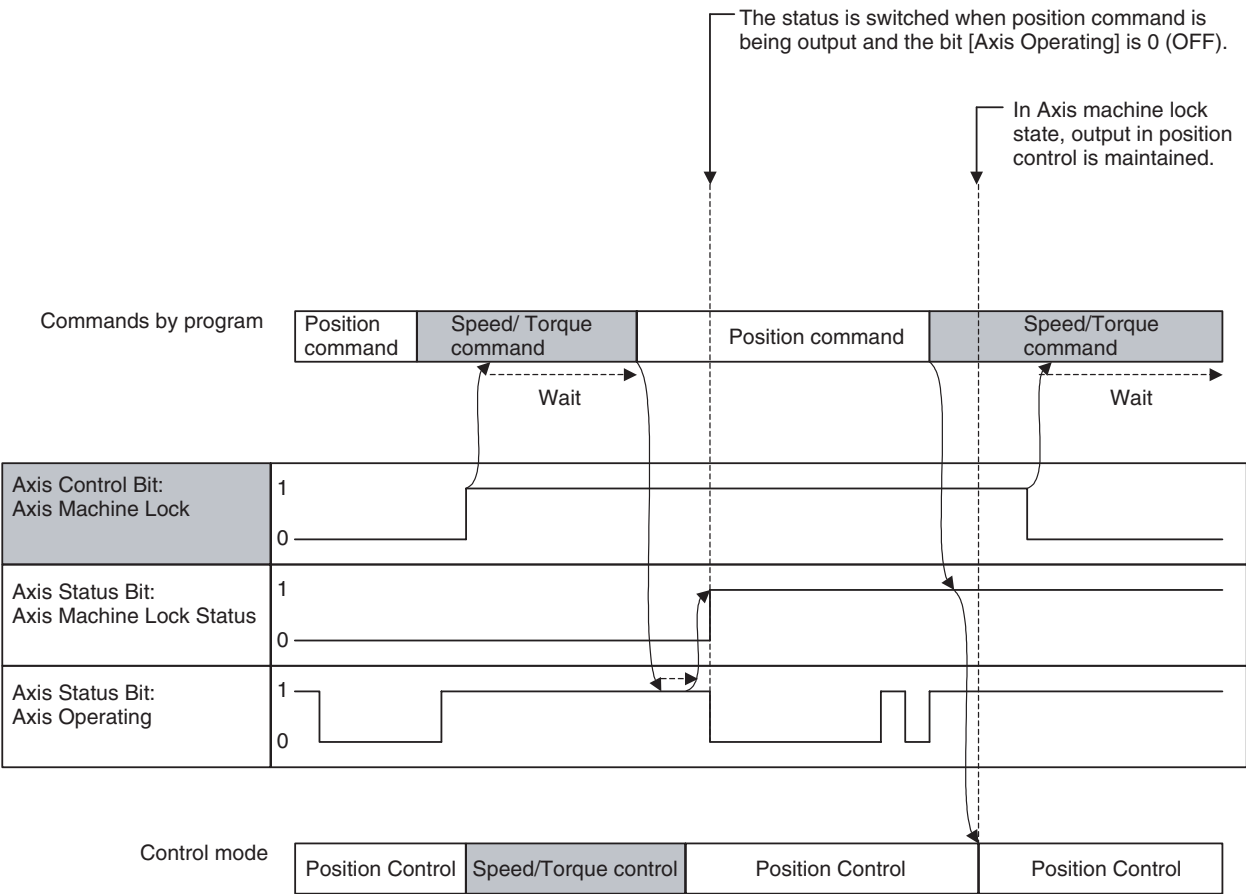 The status is switched when position command is
being output and the bit [Axis Operating] is 0 (OFF).
In Axis machine lock
state, output in position
control is maintained.
Commands by program
Position
command
Speed/ Torque
command
Position command
Speed/Torque
command
Wait
Wait
Axis Control Bit:
Axis Machine Lock
1
0
Axis Status Bit:
Axis Machine Lock Status
1
0
Axis Status Bit:
Axis Operating
1
0
Control mode
Position Control
Speed/Torque control
Position Control
Position Control